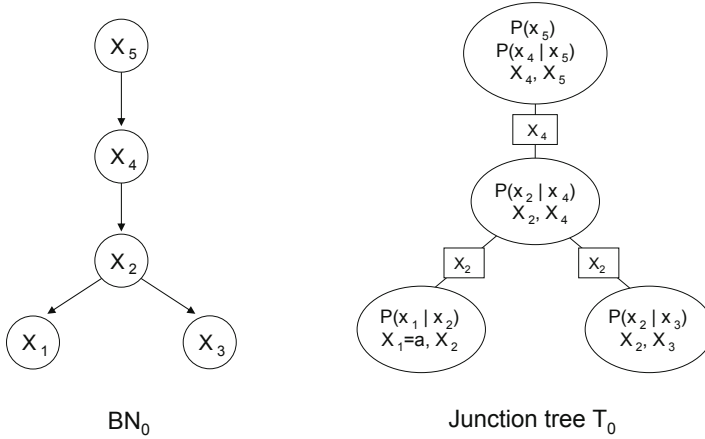 X₅
X₄
X₂
X₁
X₃
BN₀
P(x₅)
P(x₄ | x₅)
X₄, X₅
X₄
P(x₂ | x₄)
X₂, X₄
X₂
X₂
P(x₁ | x₂)
X₁=a, X₂
P(x₂ | x₃)
X₂, X₃
Junction tree T₀